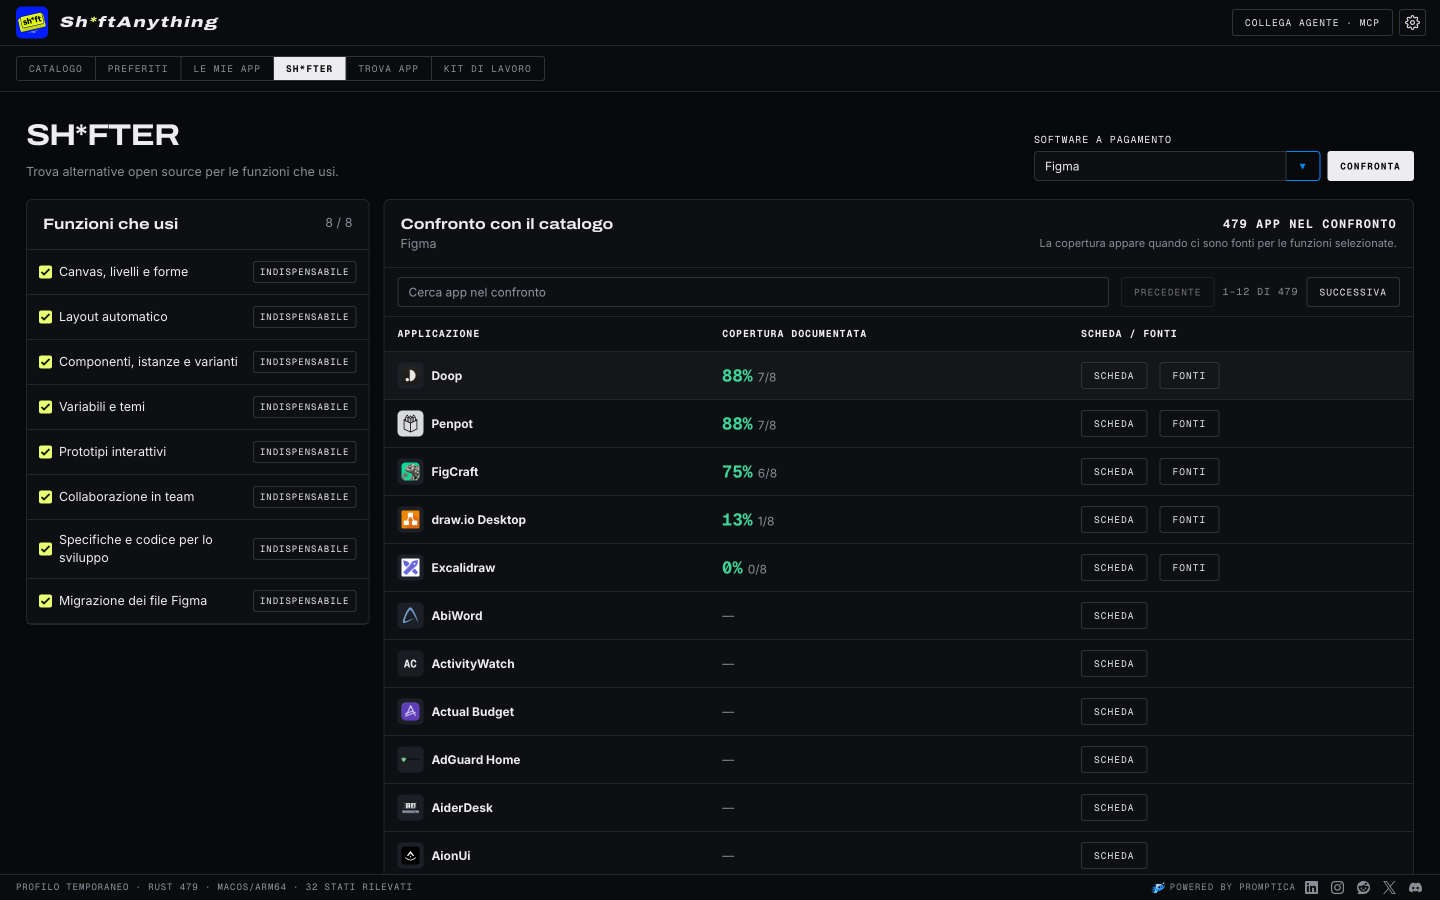 sh*ft Sh*ftAnything
COLLEGA AGENTE · MCP
CATALOGO PREFERITI LE MIE APP SH*FTER TROVA APP KIT DI LAVORO
SH*FTER
Trova alternative open source per le funzioni che usi.
SOFTWARE A PAGAMENTO
Figma ▼ CONFRONTA
Funzioni che usi 8 / 8
Canvas, livelli e forme INDISPENSABILE
Layout automatico INDISPENSABILE
Componenti, istanze e varianti INDISPENSABILE
Variabili e temi INDISPENSABILE
Prototipi interattivi INDISPENSABILE
Collaborazione in team INDISPENSABILE
Specifiche e codice per lo
sviluppo INDISPENSABILE
Migrazione dei file Figma INDISPENSABILE
Confronto con il catalogo
Figma
479 APP NEL CONFRONTO
La copertura appare quando ci sono fonti per le funzioni selezionate.
Cerca app nel confronto PRECEDENTE 1–12 DI 479 SUCCESSIVA
APPLICAZIONE COPERTURA DOCUMENTATA SCHEDA / FONTI
Doop 88% 7/8 SCHEDA FONTI
Penpot 88% 7/8 SCHEDA FONTI
FigCraft 75% 6/8 SCHEDA FONTI
draw.io Desktop 13% 1/8 SCHEDA FONTI
Excalidraw 0% 0/8 SCHEDA FONTI
AbiWord — SCHEDA
AC ActivityWatch — SCHEDA
Actual Budget — SCHEDA
AdGuard Home — SCHEDA
AiderDesk — SCHEDA
AionUi — SCHEDA
PROFILO TEMPORANEO · RUST 479 · MACOS/ARM64 · 32 STATI RILEVATI
POWERED BY PROMPTICA